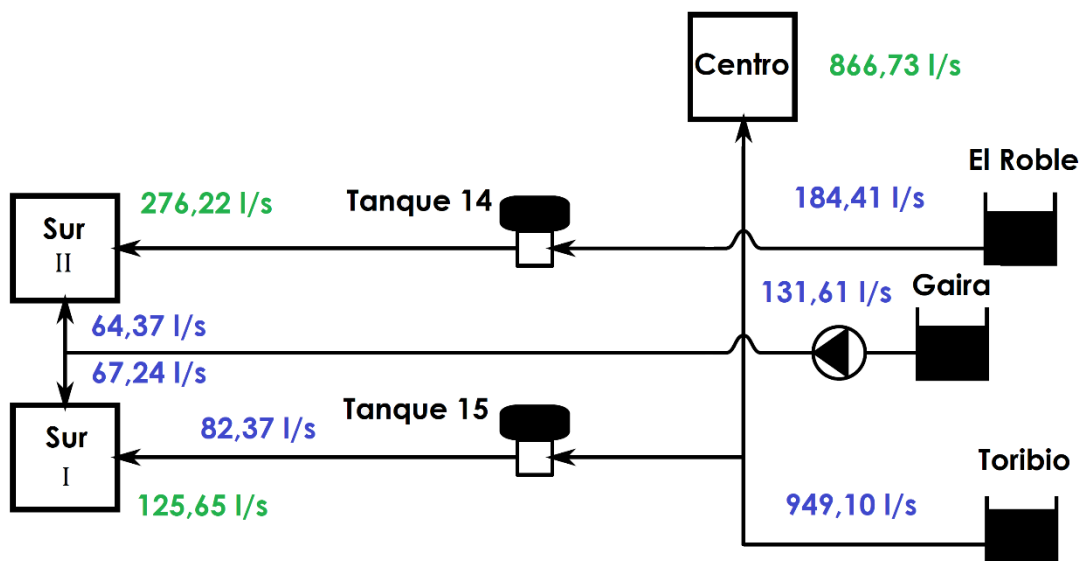 Centro
866,73 l/s
El Roble
184,41 l/s
Tanque 14
276,22 l/s
Sur
II
Gaira
131,61 l/s
64,37 l/s
67,24 l/s
Tanque 15
82,37 l/s
Sur
I
125,65 l/s
Toribio
949,10 l/s